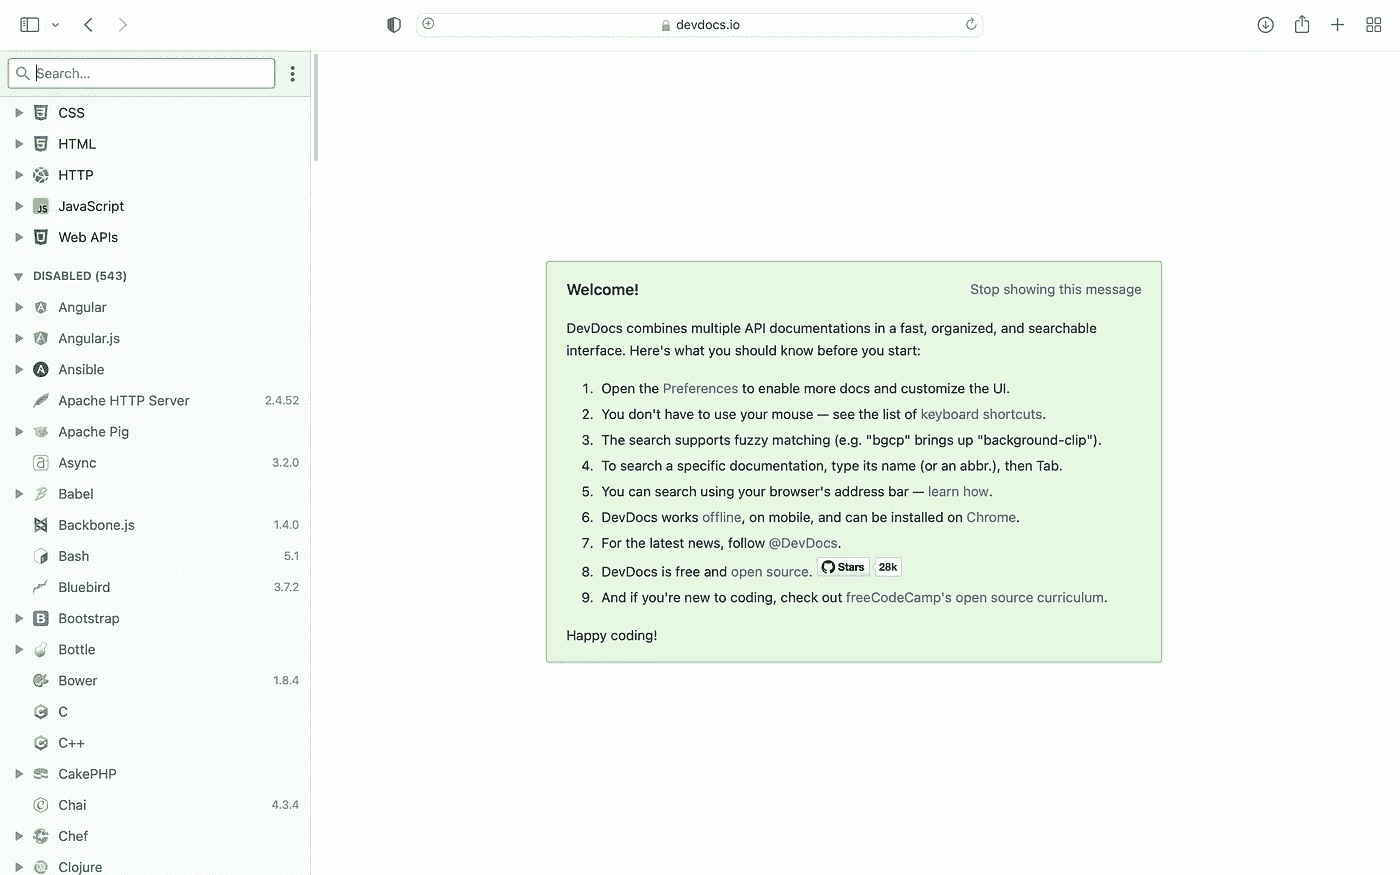 devdocs.io
Search...
CSS
HTML
HTTP
JS JavaScript
Web APIs
DISABLED (543)
Angular
Angular.js
Ansible
Apache HTTP Server 2.4.52
Apache Pig
Async 3.2.0
Babel
Backbone.js 1.4.0
Bash 5.1
Bluebird 3.7.2
Bootstrap
Bottle
Bower 1.8.4
C
C++
CakePHP
Chai 4.3.4
Chef
Clojure
Welcome! Stop showing this message
DevDocs combines multiple API documentations in a fast, organized, and searchable
interface. Here's what you should know before you start:
1. Open the Preferences to enable more docs and customize the UI.
2. You don't have to use your mouse — see the list of keyboard shortcuts.
3. The search supports fuzzy matching (e.g. "bgcp" brings up "background-clip").
4. To search a specific documentation, type its name (or an abbr.), then Tab.
5. You can search using your browser's address bar — learn how.
6. DevDocs works offline, on mobile, and can be installed on Chrome.
7. For the latest news, follow @DevDocs.
8. DevDocs is free and open source. Stars 28k
9. And if you're new to coding, check out freeCodeCamp's open source curriculum.
Happy coding!